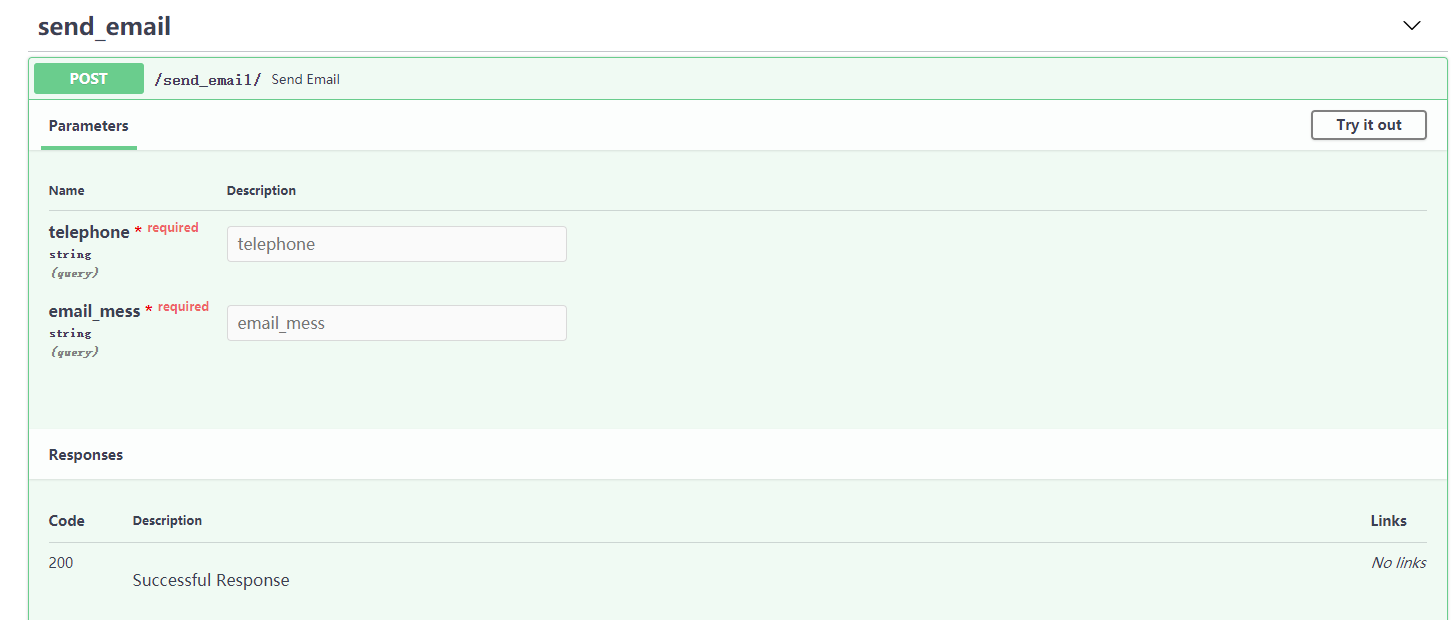 send_email
POST /send_email/ Send Email
Parameters Try it out
Name Description
telephone * required
string
(query)
telephone
email_mess * required
string
(query)
email_mess
Responses
Code Description Links
200 No links
Successful Response